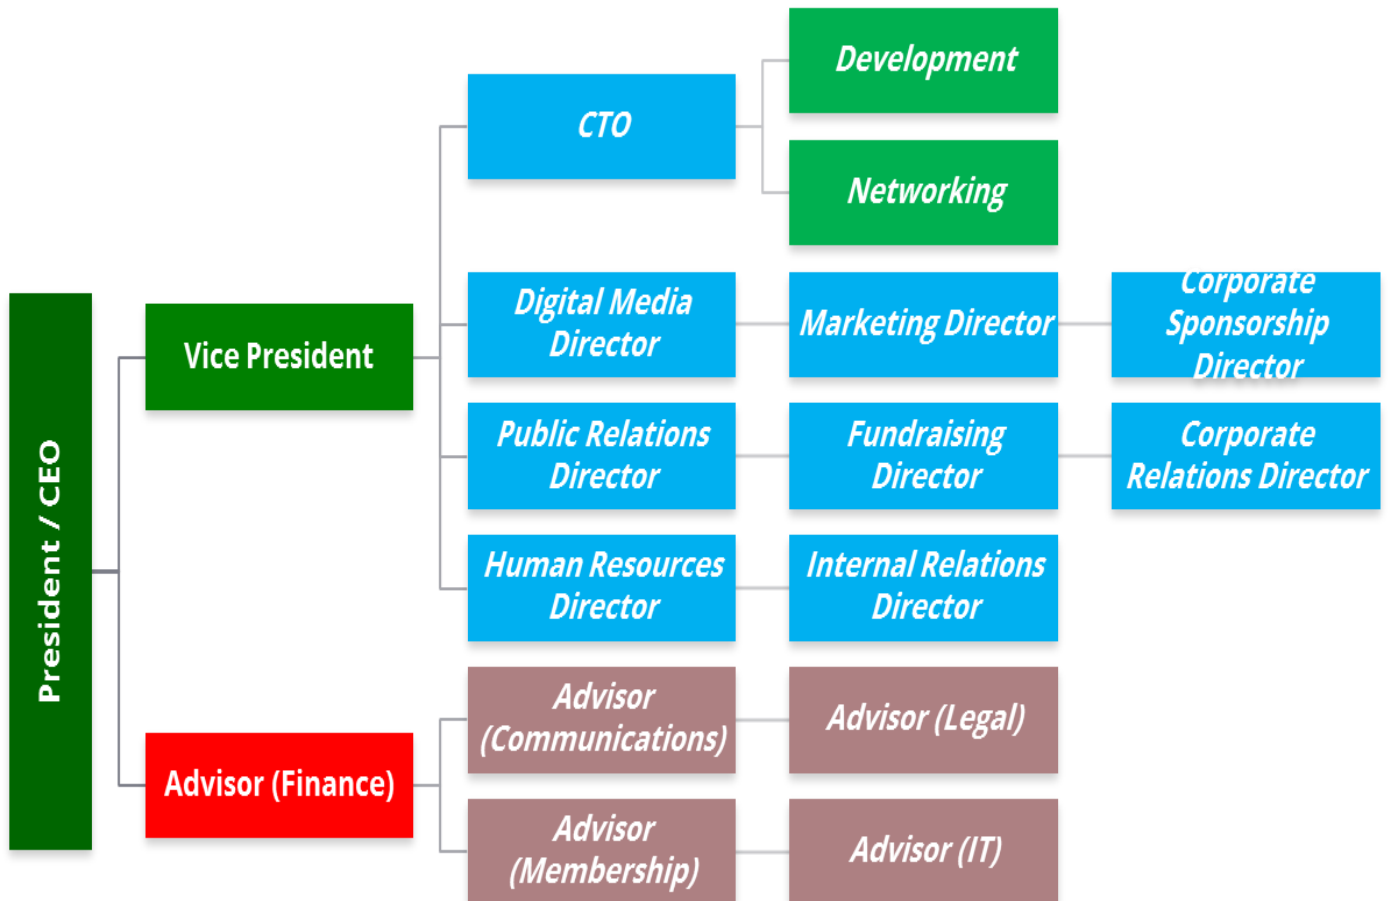 Development
CTO
Networking
Digital Media
Director
Marketing Director
Corporate
Sponsorship
Director
Vice President
Public Relations
Director
Fundraising
Director
Corporate
Relations Director
President / CEO
Human Resources
Director
Internal Relations
Director
Advisor
(Communications)
Advisor (Legal)
Advisor (Finance)
Advisor
(Membership)
Advisor (IT)